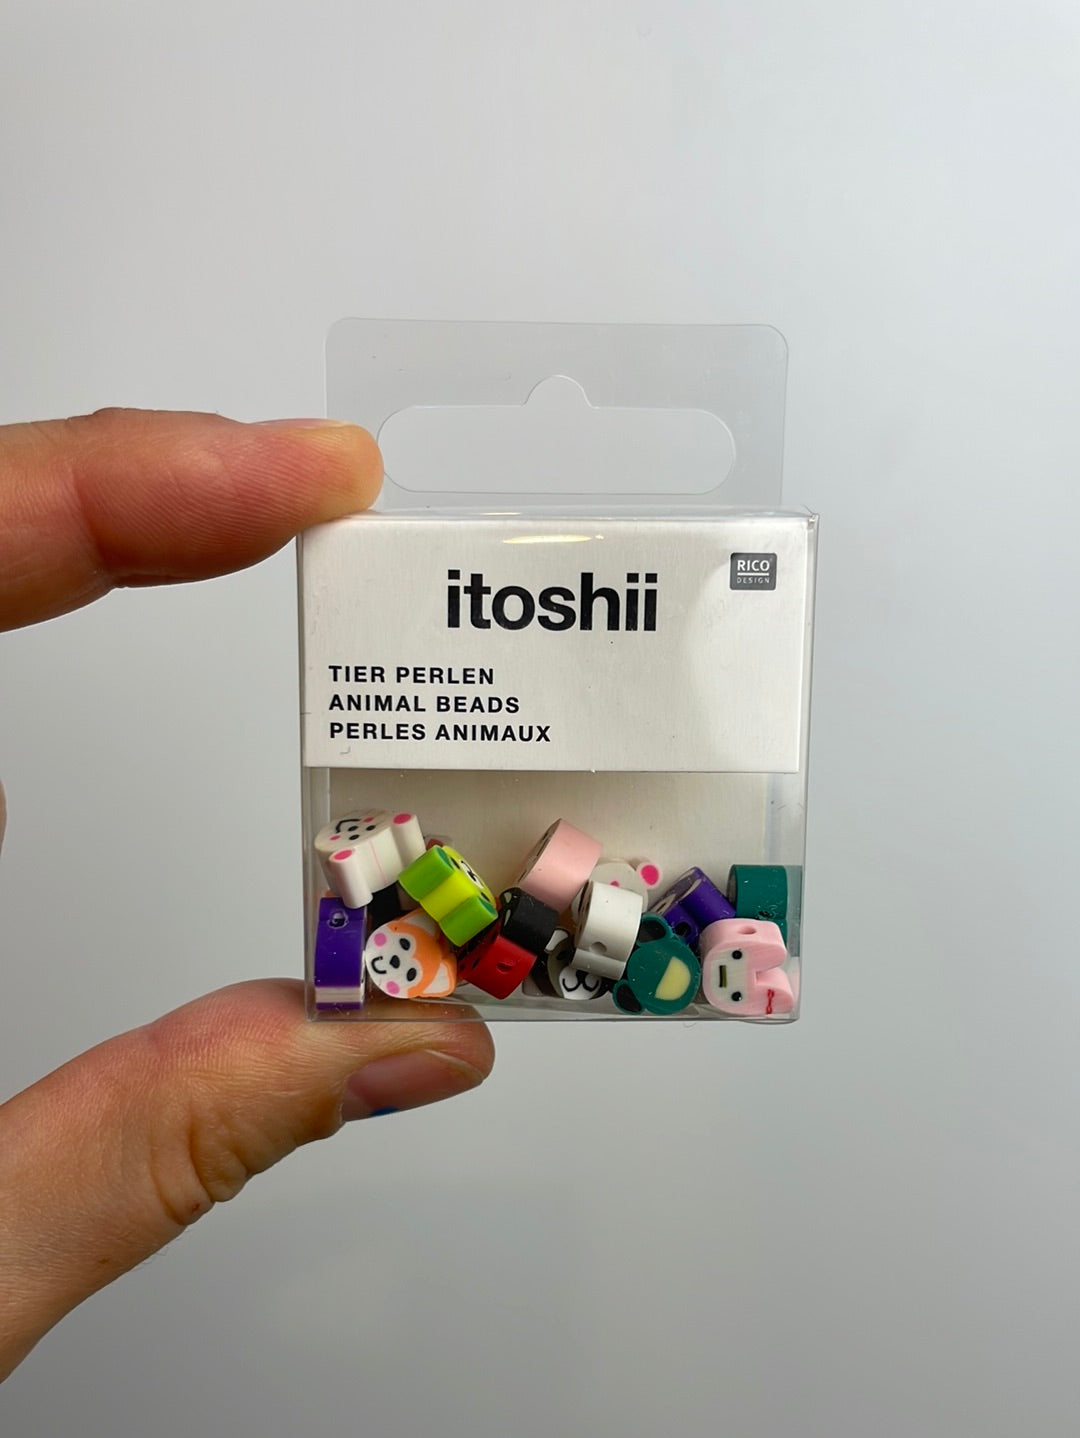 itoshii
RICO
DESIGN
TIER PERLEN
ANIMAL BEADS
PERLES ANIMAUX